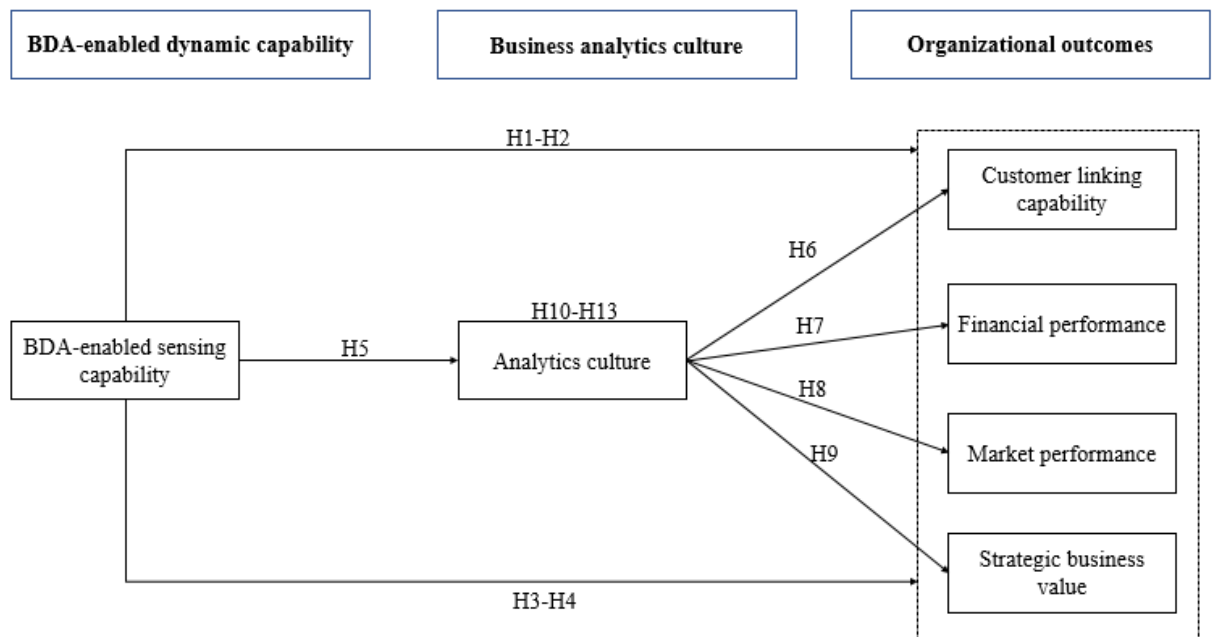 BDA-enabled dynamic capability
Business analytics culture
Organizational outcomes
H1-H2
Customer linking
capability
H6
H10-H13
H7
Financial performance
BDA-enabled sensing
capability
H5
Analytics culture
H8
Market performance
H9
Strategic business
value
H3-H4